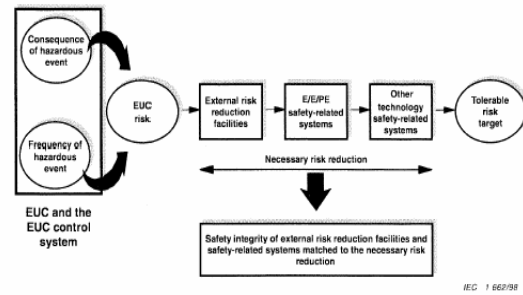 Consequence
of hazardous
event
Frequency of
hazardous
event
EUC and the
EUC control
system
EUC
risk
External risk
reduction
facilities
E/E/PE
safety-related
systems
Other
technology
safety-related
systems
Tolerable
risk
target
Necessary risk reduction
Safety integrity of external risk reduction facilities and
safety-related systems matched to the necessary risk
reduction
IEC 1 662/98